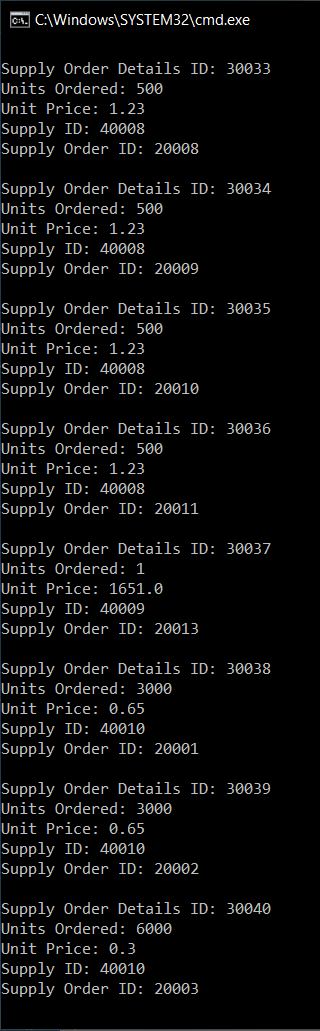 C:\Windows\SYSTEM32\cmd.exe
Supply Order Details ID: 30033
Units Ordered: 500
Unit Price: 1.23
Supply ID: 40008
Supply Order ID: 20008
Supply Order Details ID: 30034
Units Ordered: 500
Unit Price: 1.23
Supply ID: 40008
Supply Order ID: 20009
Supply Order Details ID: 30035
Units Ordered: 500
Unit Price: 1.23
Supply ID: 40008
Supply Order ID: 20010
Supply Order Details ID: 30036
Units Ordered: 500
Unit Price: 1.23
Supply ID: 40008
Supply Order ID: 20011
Supply Order Details ID: 30037
Units Ordered: 1
Unit Price: 1651.0
Supply ID: 40009
Supply Order ID: 20013
Supply Order Details ID: 30038
Units Ordered: 3000
Unit Price: 0.65
Supply ID: 40010
Supply Order ID: 20001
Supply Order Details ID: 30039
Units Ordered: 3000
Unit Price: 0.65
Supply ID: 40010
Supply Order ID: 20002
Supply Order Details ID: 30040
Units Ordered: 6000
Unit Price: 0.3
Supply ID: 40010
Supply Order ID: 20003